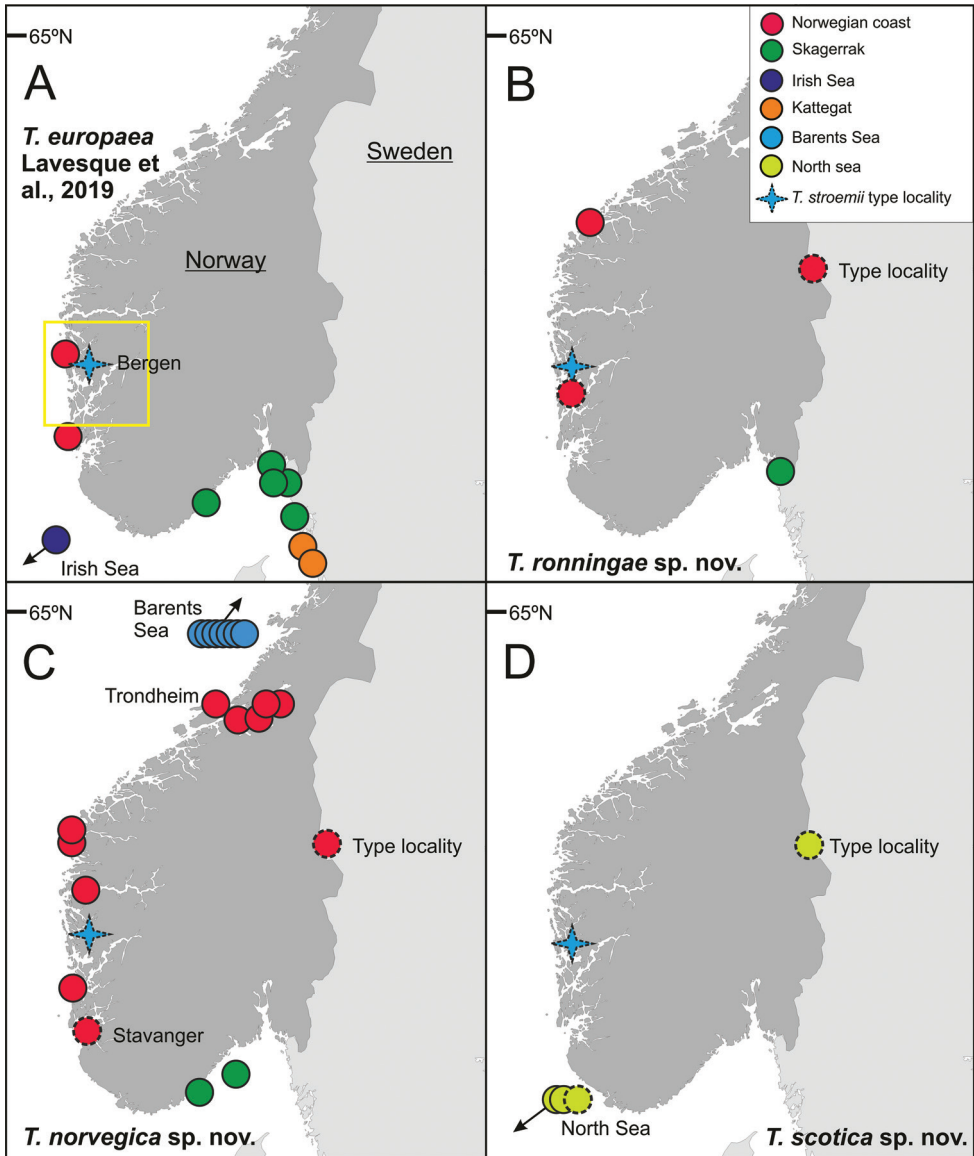 65ºN
A
T. europaea
Lavesque et
al., 2019
Sweden
Norway
Bergen
Irish Sea
65ºN
B
Norwegian coast
Skagerrak
Irish Sea
Kattegat
Barents Sea
North sea
T. stroemii type locality
Type locality
T. ronningae sp. nov.
65ºN
Barents
Sea
C
Trondheim
Type locality
Stavanger
T. norvegica sp. nov.
65ºN
D
Type locality
North Sea
T. scotica sp. nov.